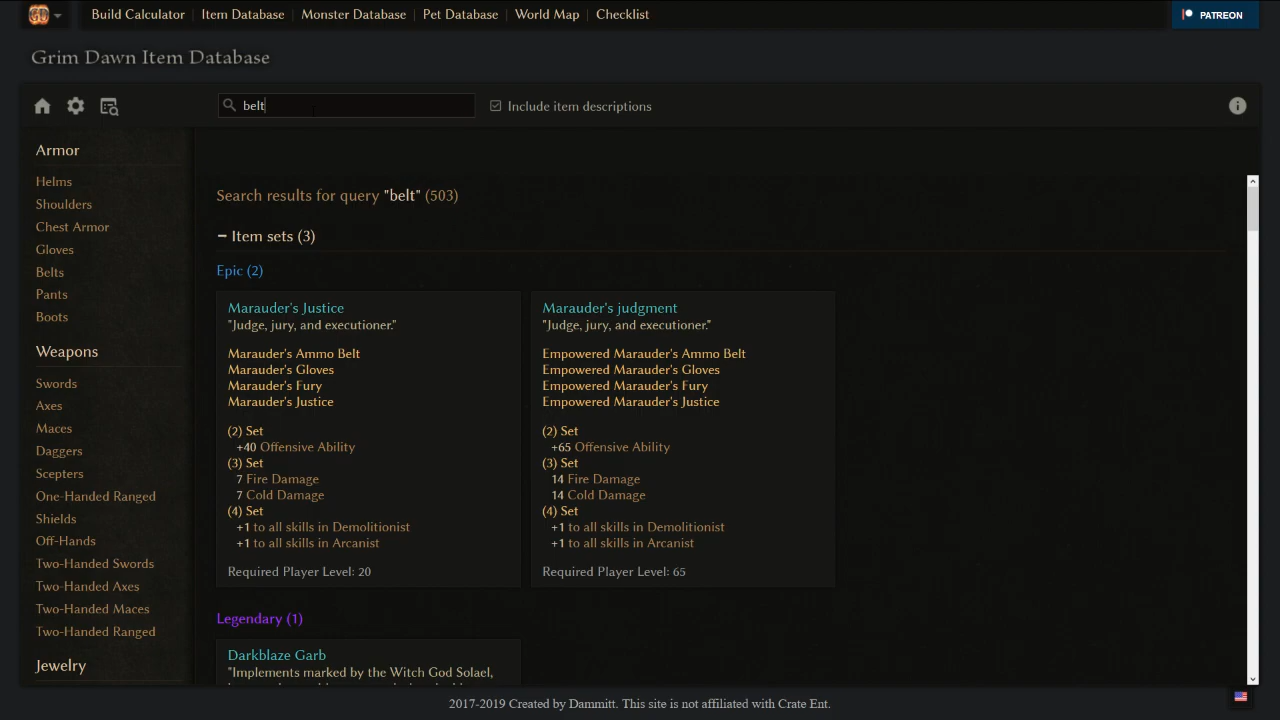 Build Calculator
Item Database
Monster Database
Pet Database
World Map
Checklist
PATREON
Grim Dawn Item Database
belt
Include item descriptions
Armor
Helms
Shoulders
Chest Armor
Gloves
Belts
Pants
Boots
Weapons
Swords
Axes
Maces
Daggers
Scepters
One-Handed Ranged
Shields
Off-Hands
Two-Handed Swords
Two-Handed Axes
Two-Handed Maces
Two-Handed Ranged
Jewelry
Search results for query "belt" (503)
Item sets (3)
Epic (2)
Marauder's Justice
"Judge, jury, and executioner."
Marauder's Ammo Belt
Marauder's Gloves
Marauder's Fury
Marauder's Justice
(2) Set
+40 Offensive Ability
(3) Set
7 Fire Damage
7 Cold Damage
(4) Set
+1 to all skills in Demolitionist
+1 to all skills in Arcanist
Required Player Level: 20
Marauder's judgment
"Judge, jury, and executioner."
Empowered Marauder's Ammo Belt
Empowered Marauder's Gloves
Empowered Marauder's Fury
Empowered Marauder's Justice
(2) Set
+65 Offensive Ability
(3) Set
14 Fire Damage
14 Cold Damage
(4) Set
+1 to all skills in Demolitionist
+1 to all skills in Arcanist
Required Player Level: 65
Legendary (1)
Darkblaze Garb
"Implements marked by the Witch God Solael,
2017-2019 Created by Dammitt. This site is not affiliated with Crate Ent.